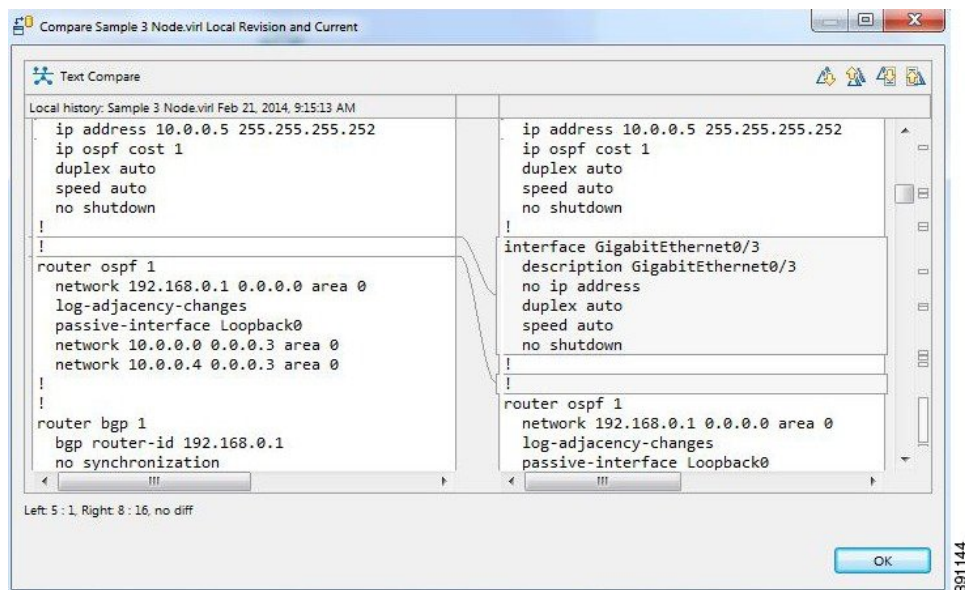 Compare Sample 3 Node.virl Local Revision and Current
Text Compare
Local history: Sample 3 Node.virl Feb 21, 2014, 9:15:13 AM
ip address 10.0.0.5 255.255.255.252
ip ospf cost 1
duplex auto
speed auto
no shutdown
!
!
router ospf 1
network 192.168.0.1 0.0.0.0 area 0
log-adjacency-changes
passive-interface Loopback0
network 10.0.0.0 0.0.0.3 area 0
network 10.0.0.4 0.0.0.3 area 0
!
!
router bgp 1
bgp router-id 192.168.0.1
no synchronization
ip address 10.0.0.5 255.255.255.252
ip ospf cost 1
duplex auto
speed auto
no shutdown
!
interface GigabitEthernet0/3
description GigabitEthernet0/3
no ip address
duplex auto
speed auto
no shutdown
!
!
router ospf 1
network 192.168.0.1 0.0.0.0 area 0
log-adjacency-changes
passive-interface Loopback0
Left: 5 : 1, Right: 8 : 16, no diff
OK
391144